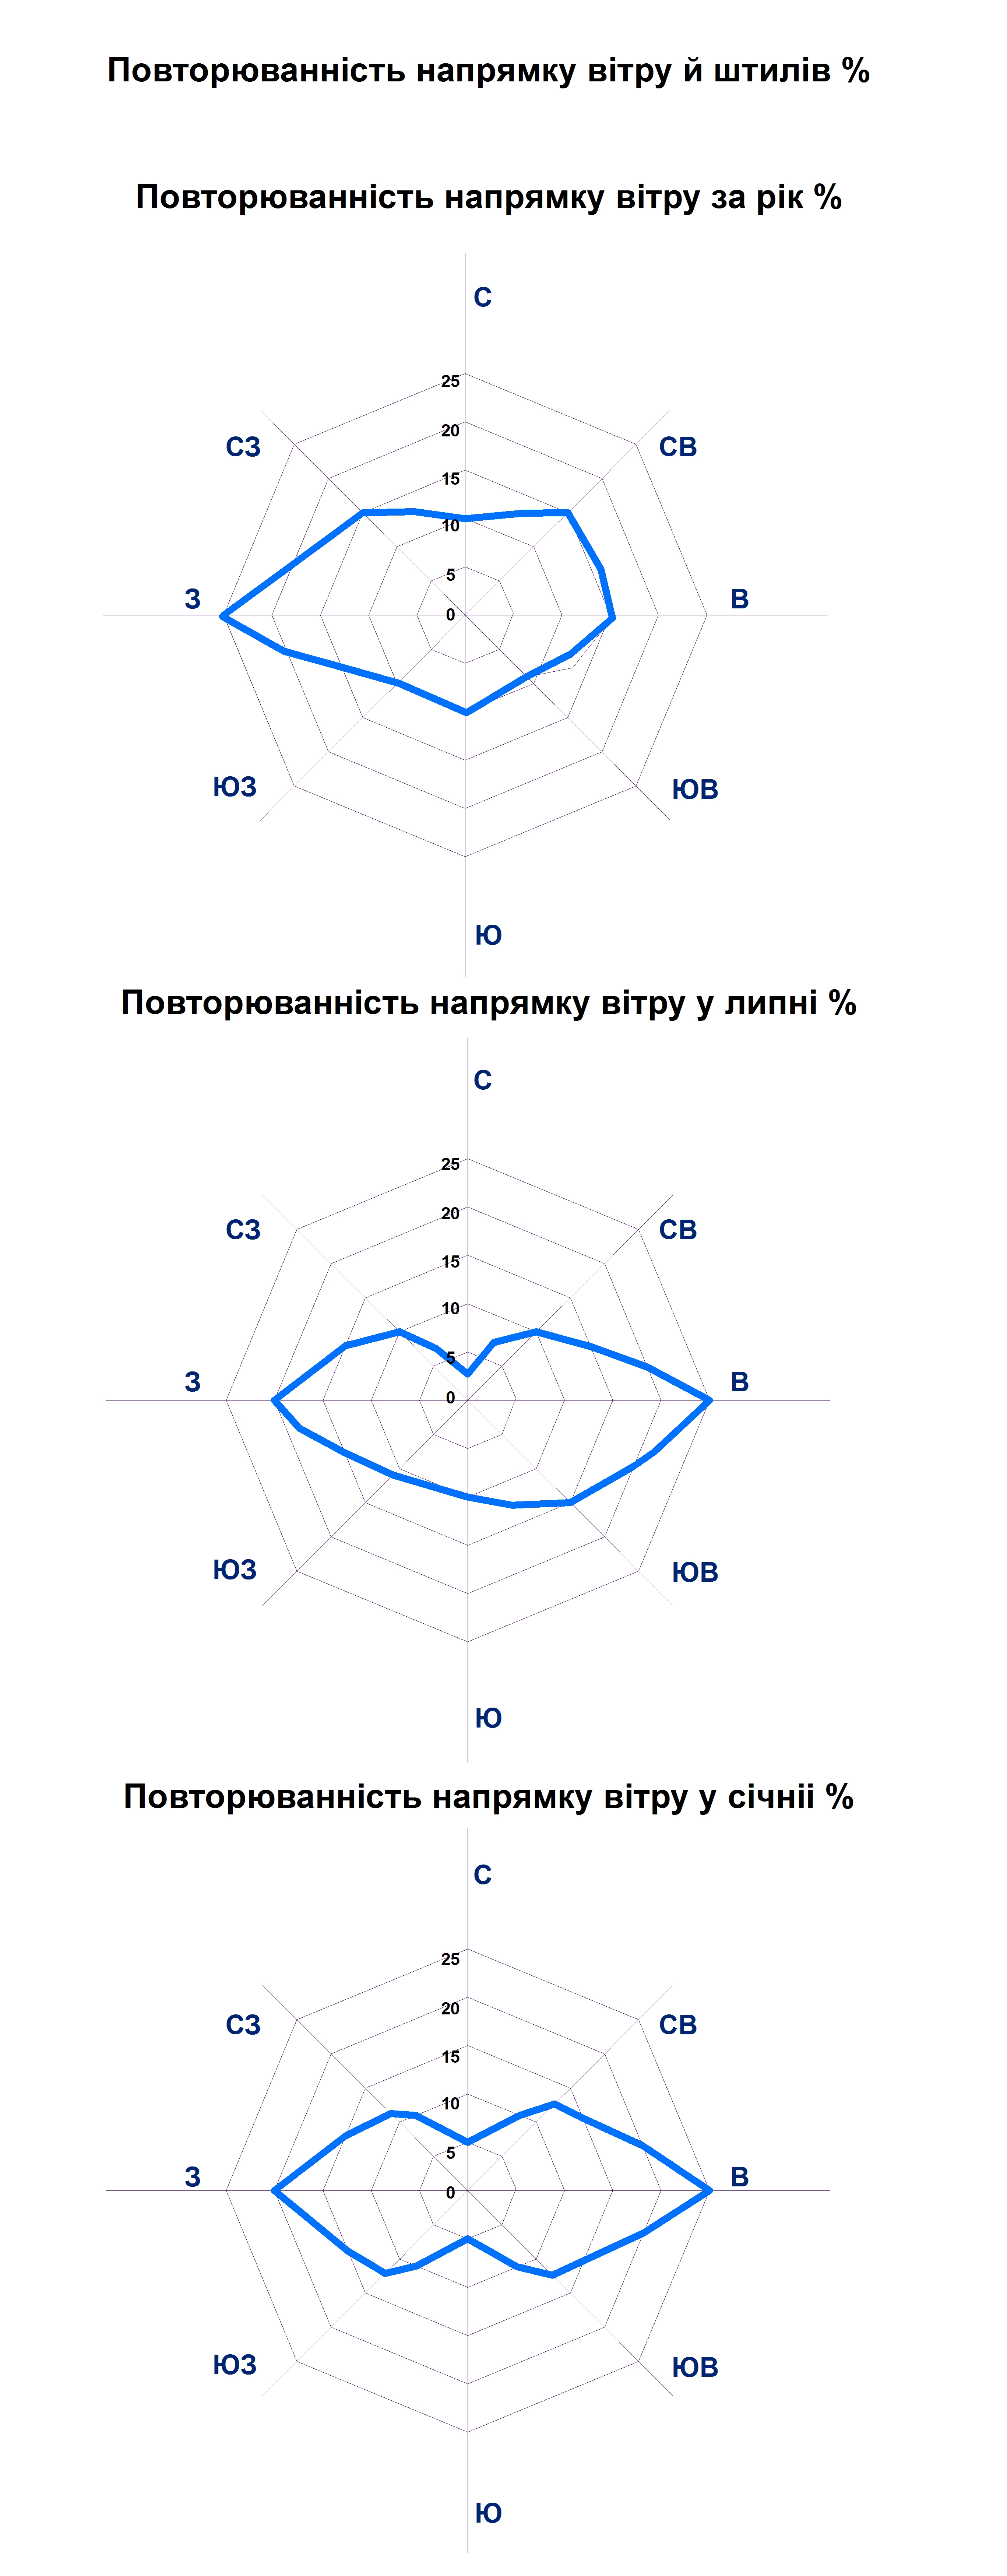 Повторюванність напрямку вітру й штилів %
Повторюванність напрямку вітру за рік %
С
25
СЗ
СВ
20
15
10
5
З
В
0
ЮЗ
ЮВ
Ю
Повторюванність напрямку вітру у липні %
С
25
СЗ
СВ
20
15
10
5
З
В
0
ЮЗ
ЮВ
Ю
Повторюванність напрямку вітру у січніі %
С
25
20
СЗ
СВ
15
10
5
З
В
0
ЮЗ
ЮВ
Ю